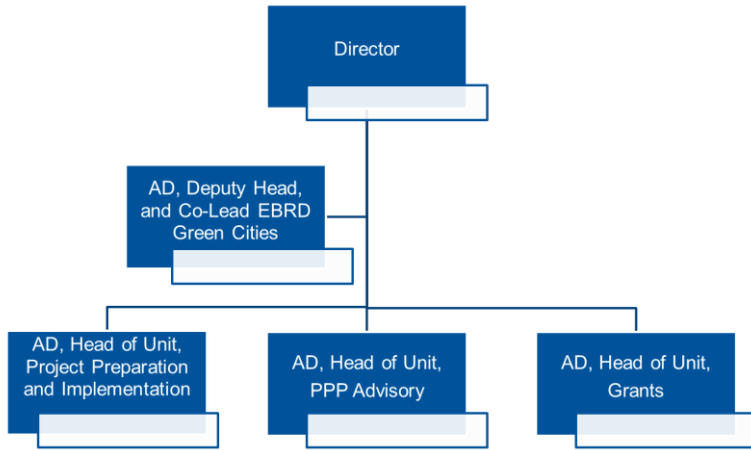 Director
AD, Deputy Head,
and Co-Lead EBRD
Green Cities
AD, Head of Unit,
Project Preparation
and Implementation
AD, Head of Unit,
PPP Advisory
AD, Head of Unit,
Grants